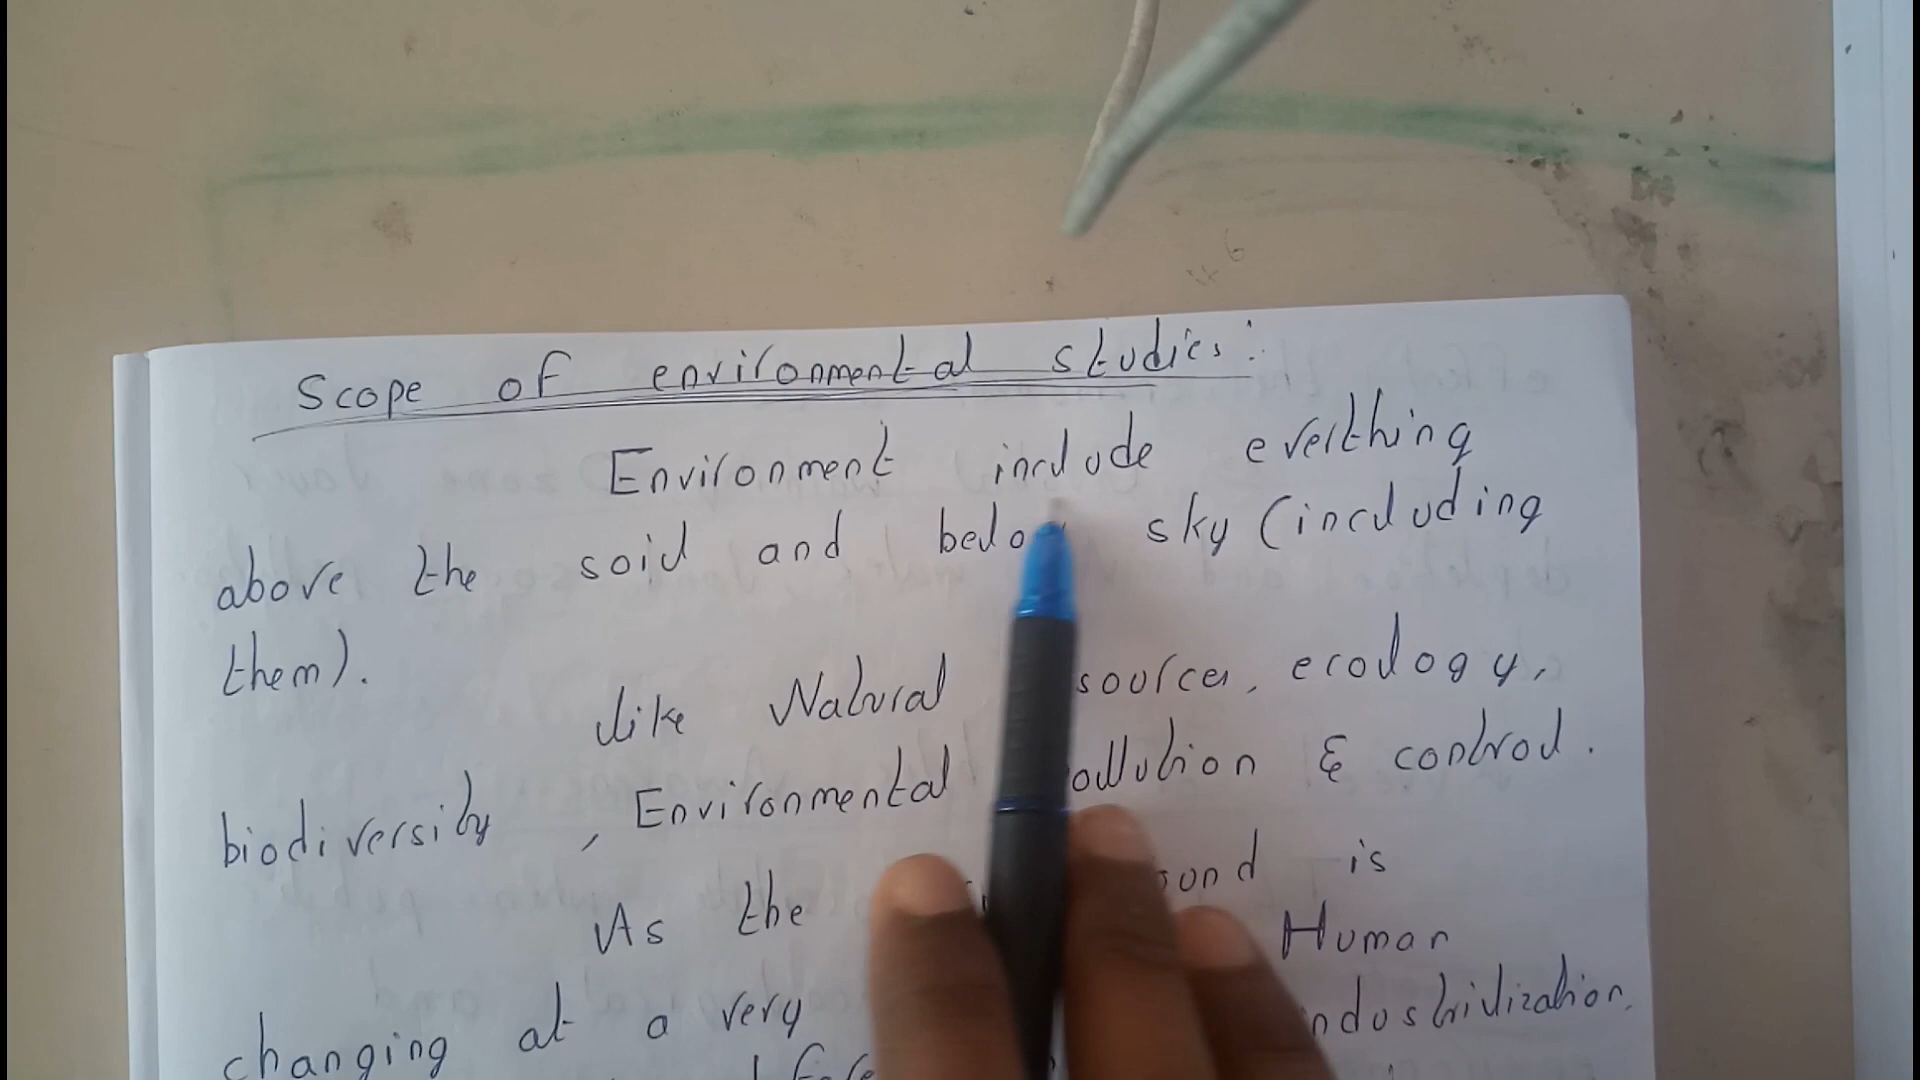 Scope of environmental studies:
Environment include everthing
above the soil and below sky (including
them).
like Natural sources, ecology,
biodiversity, Environmental pollution & control.
As the is
changing at a very Human
industrilization,